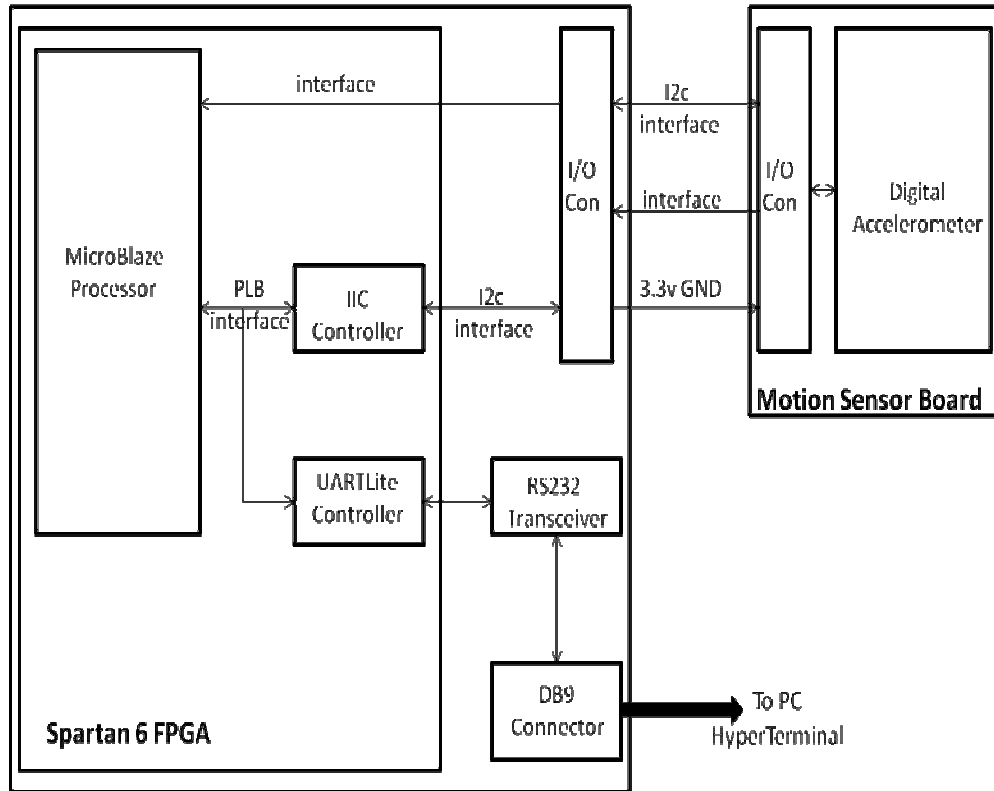 interface
I2c
interface
I/O
Con
I/O
Con
Digital
Accelerometer
interface
MicroBlaze
Processor
PLB
interface
IIC
Controller
I2c
interface
3.3v GND
Motion Sensor Board
UARTLite
Controller
RS232
Transceiver
DB9
Connector
To PC
HyperTerminal
Spartan 6 FPGA